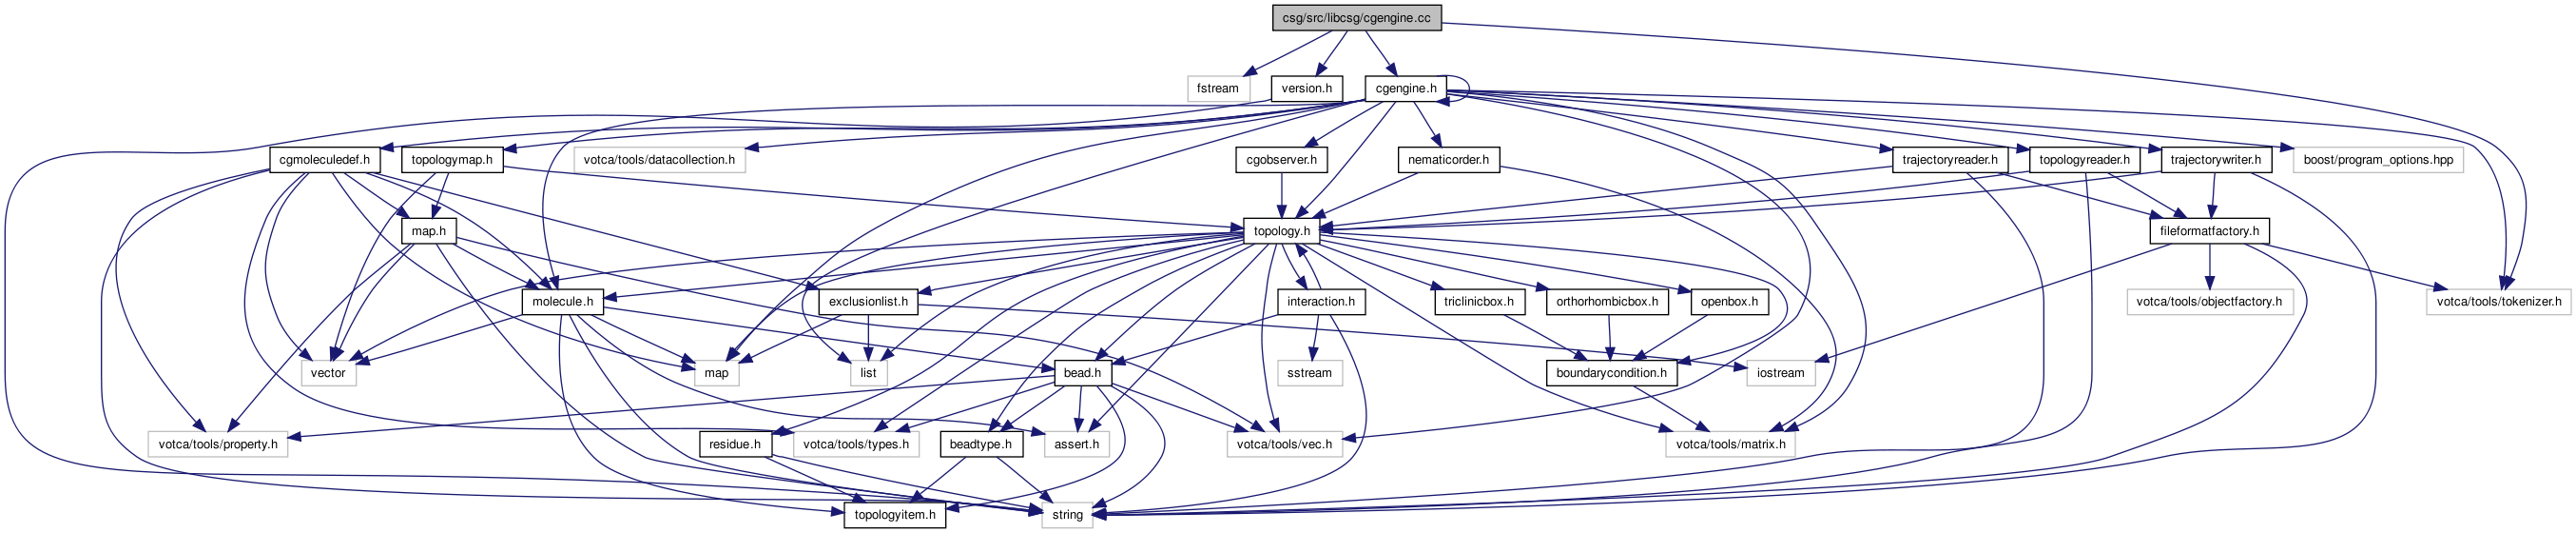 csg/src/libcsg/cgengine.cc
fstream
version.h
cgengine.h
cgmoleculedef.h
topologymap.h
votca/tools/datacollection.h
cgobserver.h
nematicorder.h
trajectoryreader.h
topologyreader.h
trajectorywriter.h
boost/program_options.hpp
map.h
topology.h
fileformatfactory.h
molecule.h
exclusionlist.h
interaction.h
triclinicbox.h
orthorhombicbox.h
openbox.h
votca/tools/objectfactory.h
votca/tools/tokenizer.h
vector
map
list
bead.h
sstream
boundarycondition.h
iostream
votca/tools/property.h
residue.h
votca/tools/types.h
beadtype.h
assert.h
votca/tools/vec.h
votca/tools/matrix.h
topologyitem.h
string